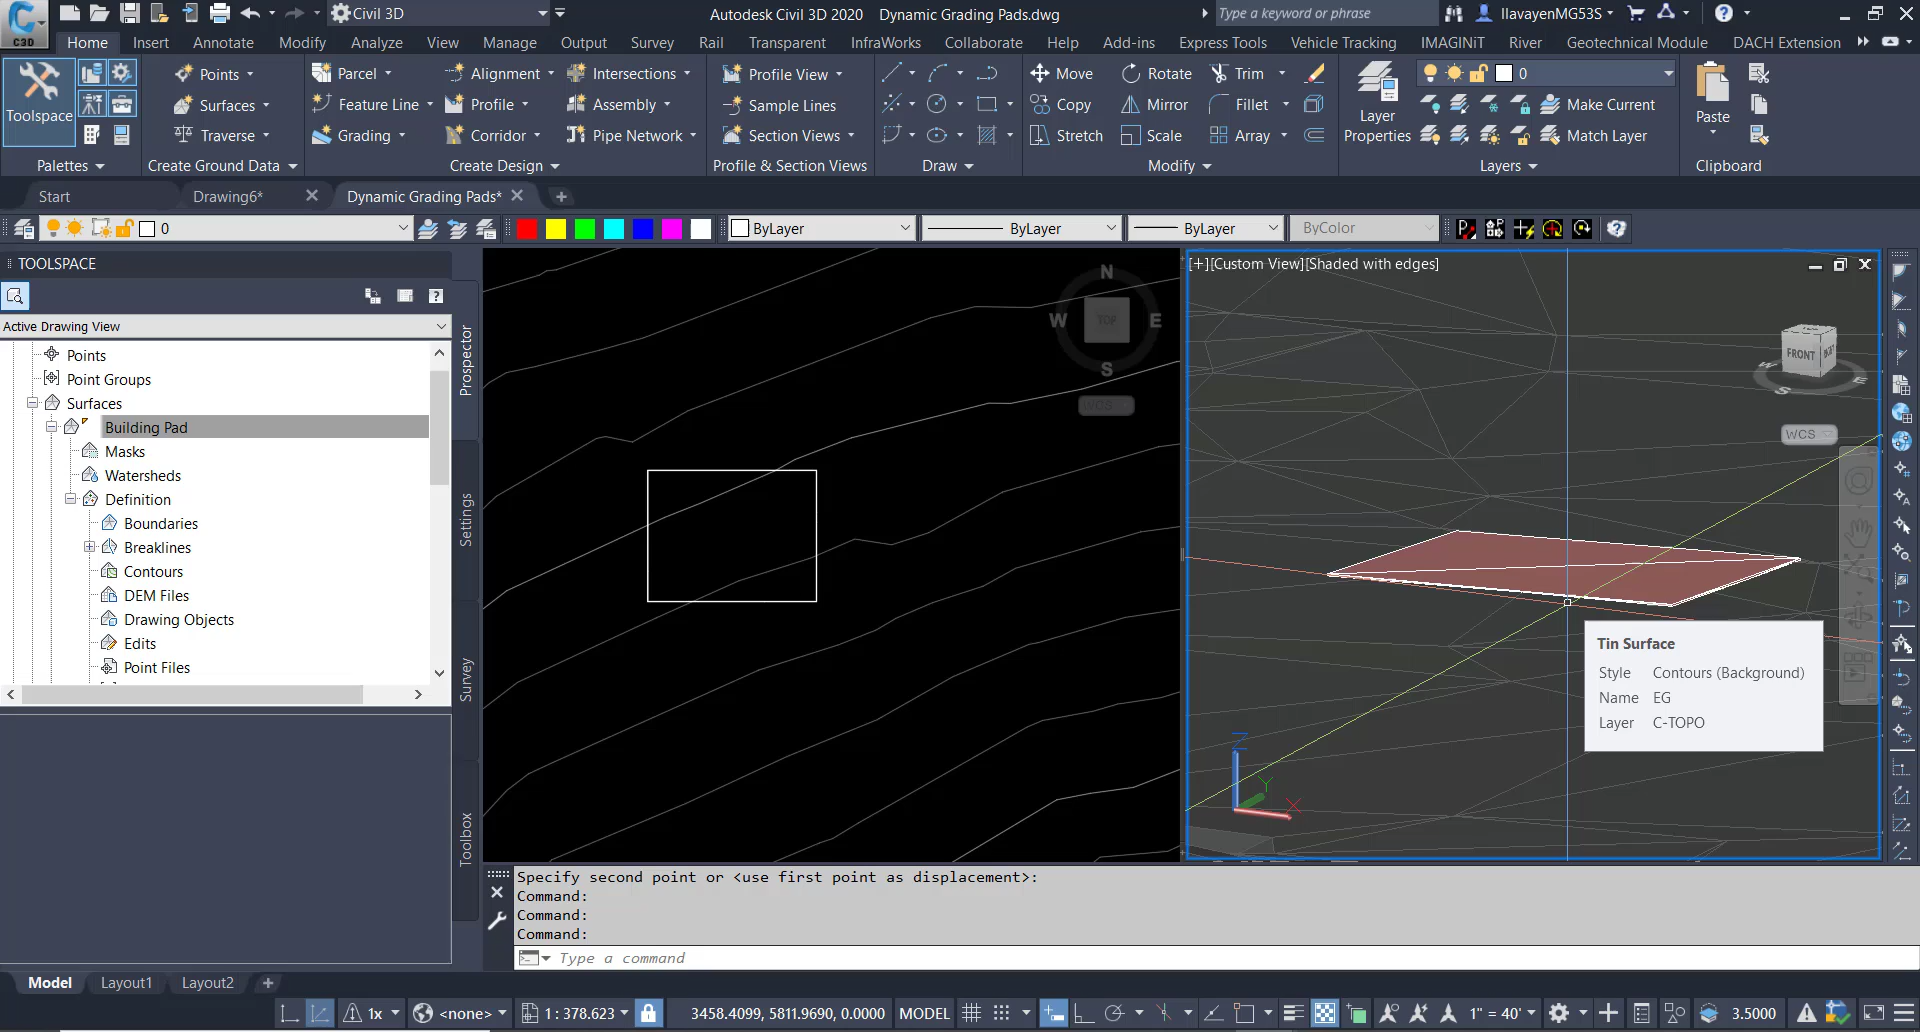 Civil 3D
Autodesk Civil 3D 2020 Dynamic Grading Pads.dwg
Type a keyword or phrase
IlavayenMG53S
C3D
Home Insert Annotate Modify Analyze View Manage Output Survey Rail Transparent InfraWorks Collaborate Help Add-ins Express Tools Vehicle Tracking IMAGINiT River Geotechnical Module DACH Extension
Toolspace
Points
Surfaces
Traverse
Parcel
Feature Line
Grading
Alignment
Profile
Corridor
Intersections
Assembly
Pipe Network
Profile View
Sample Lines
Section Views
Move
Copy
Stretch
Rotate
Mirror
Scale
Trim
Fillet
Array
Layer
Properties
0
Make Current
Match Layer
Paste
Palettes Create Ground Data Create Design Profile & Section Views Draw Modify Layers Clipboard
Start Drawing6* Dynamic Grading Pads*
0
ByLayer ByLayer ByLayer ByColor
TOOLSPACE
Active Drawing View
Points
Point Groups
Surfaces
Building Pad
Masks
Watersheds
Definition
Boundaries
Breaklines
Contours
DEM Files
Drawing Objects
Edits
Point Files
Prospector
Settings
Survey
Toolbox
N
W TOP E
S
WCS
[+][Custom View][Shaded with edges]
FRONT
W
S
E
WCS
Tin Surface
Style Contours (Background)
Name EG
Layer C-TOPO
Z
Y
X
Specify second point or <use first point as displacement>:
Command:
Command:
Command:
Type a command
Model Layout1 Layout2
1x <none> 1 : 378.623 3458.4099, 5811.9690, 0.0000 MODEL 1" = 40' 3.5000